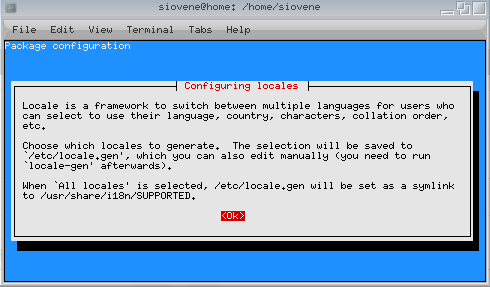 siovene@home: /home/siovene
File Edit View Terminal Tabs Help
Package configuration
Configuring locales
Locale is a framework to switch between multiple languages for users who
can select to use their language, country, characters, collation order,
etc.
Choose which locales to generate.  The selection will be saved to
`/etc/locale.gen', which you can also edit manually (you need to run
`locale-gen' afterwards).
When `All locales' is selected, /etc/locale.gen will be set as a symlink
to /usr/share/i18n/SUPPORTED.
<Ok>